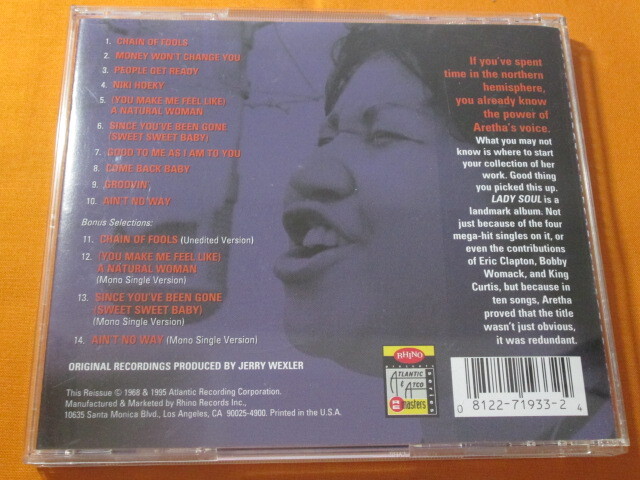 1. CHAIN OF FOOLS
2. MONEY WON'T CHANGE YOU
3. PEOPLE GET READY
4. NIKI HOEKY
5. (YOU MAKE ME FEEL LIKE)
A NATURAL WOMAN
6. SINCE YOU'VE BEEN GONE
(SWEET SWEET BABY)
7. GOOD TO ME AS I AM TO YOU
8. COME BACK BABY
9. GROOVIN'
10. AIN'T NO WAY
Bonus Selections:
11. CHAIN OF FOOLS (Unedited Version)
12. (YOU MAKE ME FEEL LIKE)
A NATURAL WOMAN
(Mono Single Version)
13. SINCE YOU'VE BEEN GONE
(SWEET SWEET BABY)
(Mono Single Version)
14. AIN'T NO WAY (Mono Single Version)
ORIGINAL RECORDINGS PRODUCED BY JERRY WEXLER
This Reissue © 1968 & 1995 Atlantic Recording Corporation.
Manufactured & Marketed by Rhino Records Inc.,
10635 Santa Monica Blvd., Los Angeles, CA 90025-4900. Printed in the U.S.A.
If you've spent
time in the northern
hemisphere,
you already know
the power of
Aretha's voice.
What you may not
know is where to start
your collection of her
work. Good thing
you picked this up.
LADY SOUL is a
landmark album. Not
just because of the four
mega-hit singles on it, or
even the contributions
of Eric Clapton, Bobby
Womack, and King
Curtis, but because in
ten songs, Aretha
proved that the title
wasn't just obvious,
it was redundant.
RHINO
ATLANTIC
& ATCO
Remasters
0 8122-71933-2 4